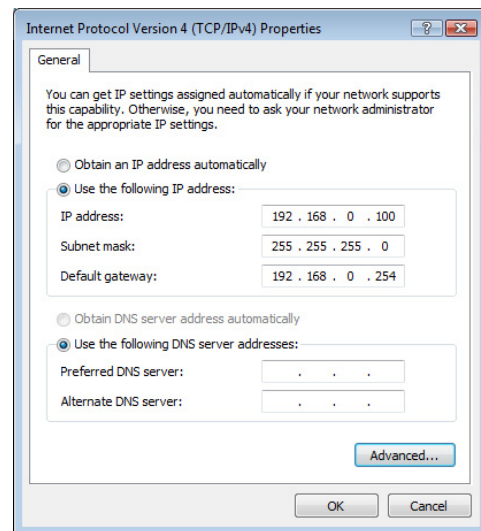 Internet Protocol Version 4 (TCP/IPv4) Properties
General
You can get IP settings assigned automatically if your network supports
this capability. Otherwise, you need to ask your network administrator
for the appropriate IP settings.
Obtain an IP address automatically
Use the following IP address:
IP address: 192 . 168 . 0 . 100
Subnet mask: 255 . 255 . 255 . 0
Default gateway: 192 . 168 . 0 . 254
Obtain DNS server address automatically
Use the following DNS server addresses:
Preferred DNS server: . . .
Alternate DNS server: . . .
Advanced...
OK Cancel